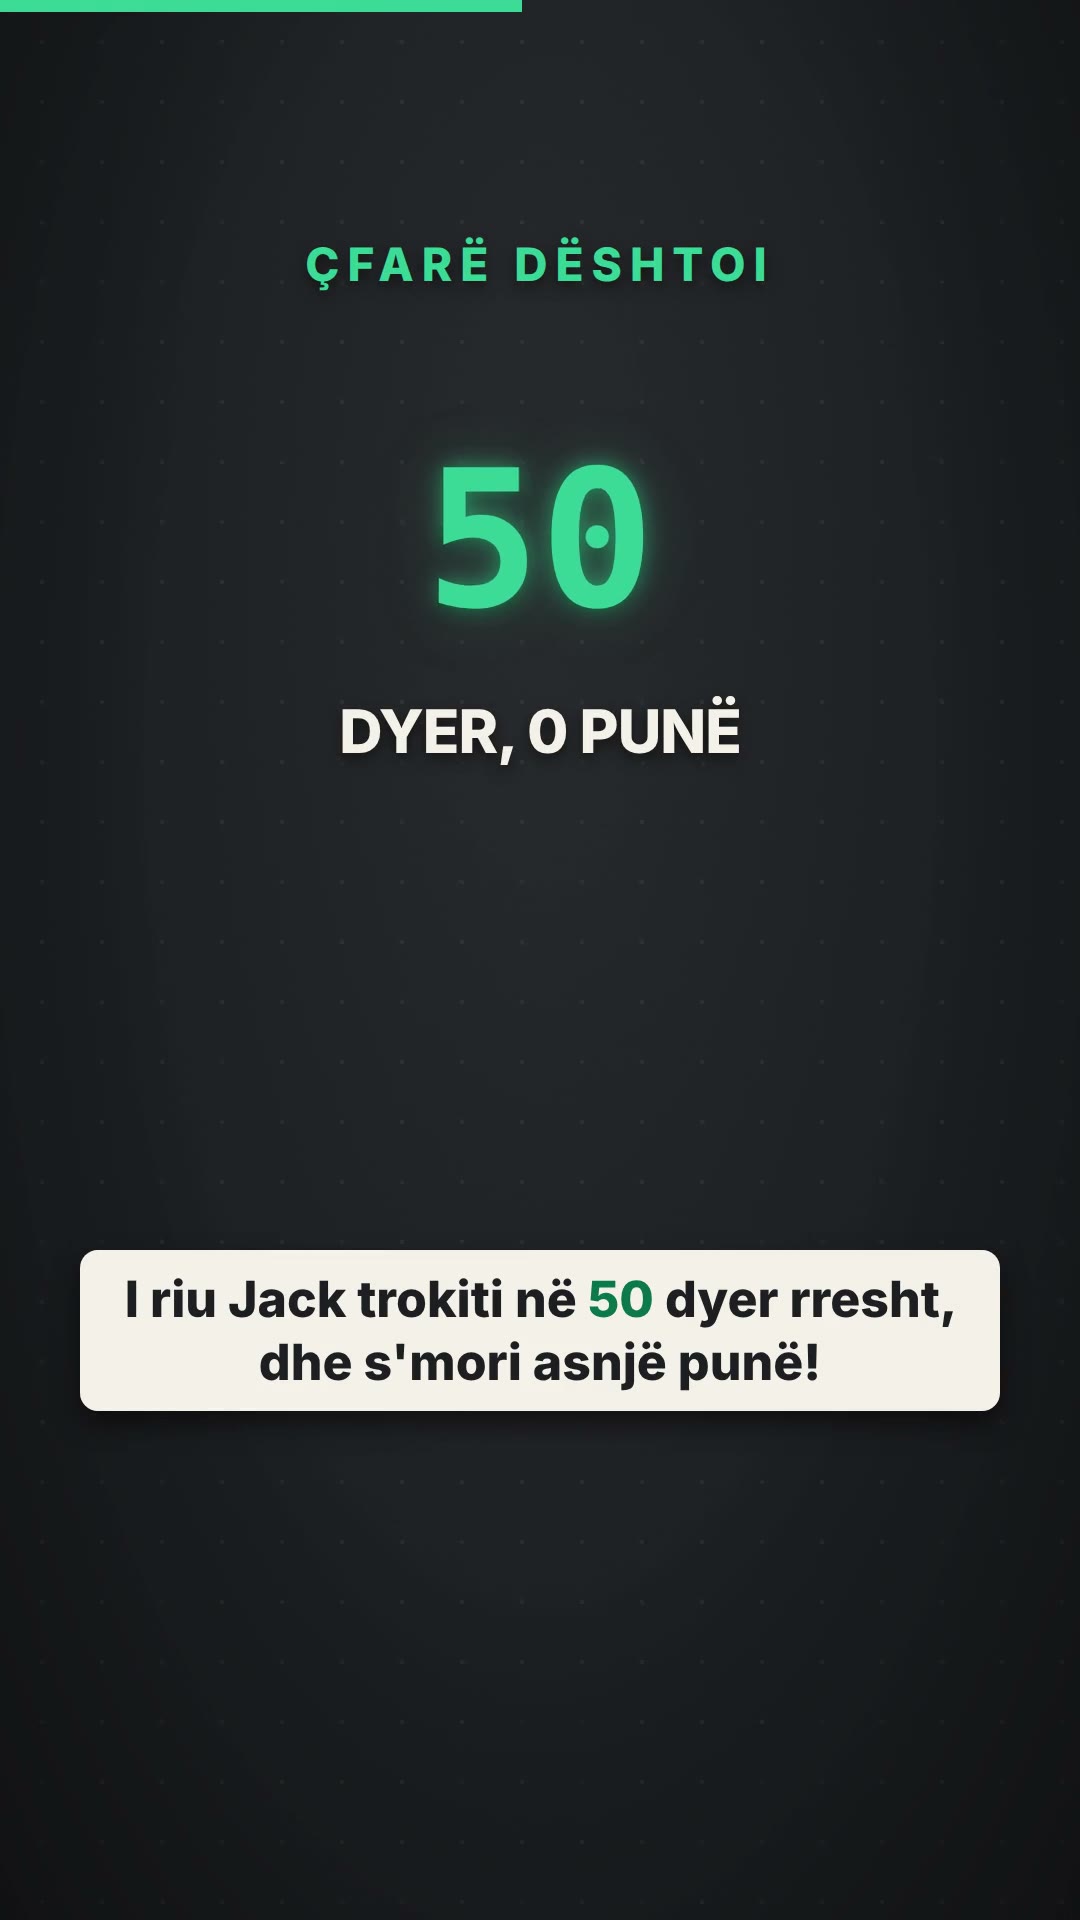 ÇFARË DËSHTOI
50
DYER, 0 PUNË
I riu Jack trokiti në 50 dyer rresht,
dhe s'mori asnjë punë!